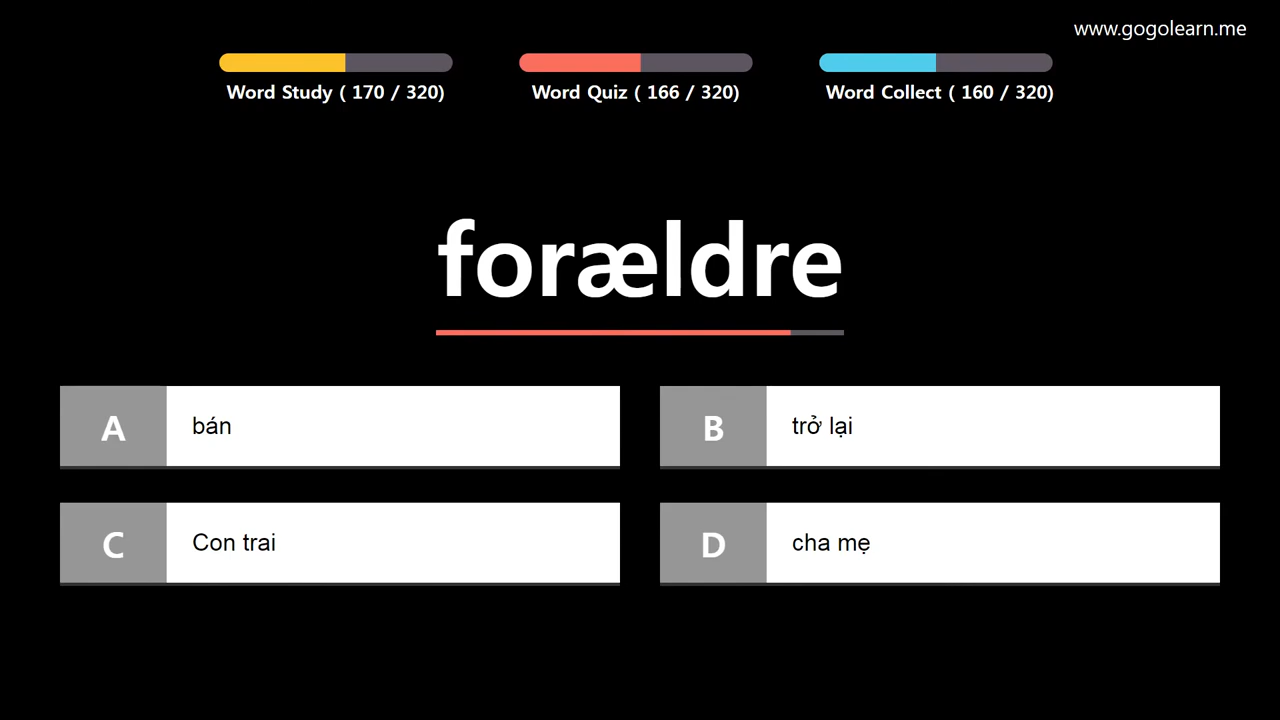 www.gogolearn.me
Word Study ( 170 / 320)
Word Quiz ( 166 / 320)
Word Collect ( 160 / 320)
forældre
A bán
B trở lại
C Con trai
D cha mẹ